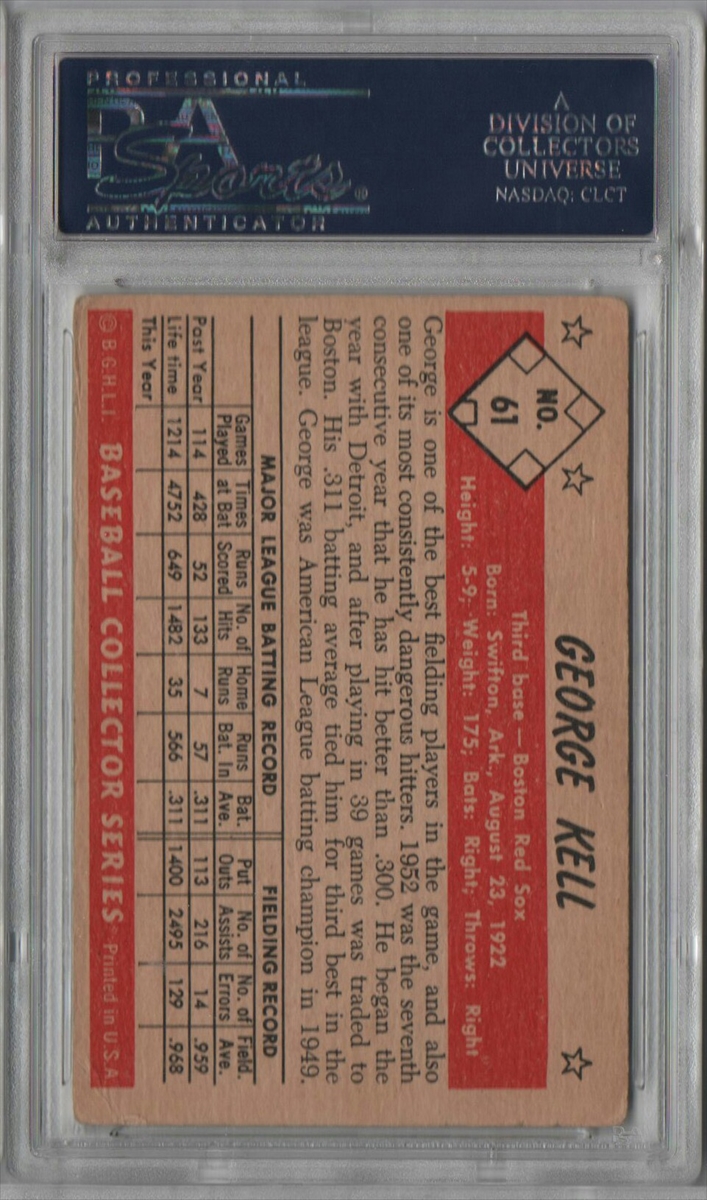 PROFESSIONAL
PSA
Sports®
AUTHENTICATOR
A
DIVISION OF
COLLECTORS
UNIVERSE
NASDAQ: CLCT
GEORGE KELL
NO.
61
Third base — Boston Red Sox
Born: Swifton, Ark., August 23, 1922
Height: 5-9; Weight: 175; Bats: Right; Throws: Right
George is one of the best fielding players in the game, and also
one of its most consistently dangerous hitters. 1952 was the seventh
consecutive year that he has hit better than .300. He began the
year with Detroit, and after playing in 39 games was traded to
Boston. His .311 batting average tied him for third best in the
league. George was American League batting champion in 1949.
MAJOR LEAGUE BATTING RECORD FIELDING RECORD
Games Times Runs No. of Home Runs Bat. Put No. of No. of Field.
Played at Bat Scored Hits Runs Bat. In Ave. Outs Assists Errors Ave.
Past Year 114 428 52 133 7 57 .311 113 216 14 .959
Life time 1214 4752 649 1482 35 566 .311 1400 2495 129 .968
This Year
© B.G.H.L.I. BASEBALL COLLECTOR SERIES Printed in U.S.A.